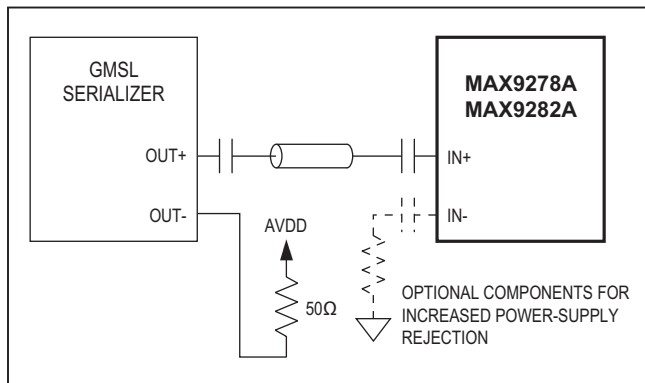 GMSL
SERIALIZER
OUT+
OUT-
AVDD
50Ω
MAX9278A
MAX9282A
IN+
IN-
OPTIONAL COMPONENTS FOR
INCREASED POWER-SUPPLY
REJECTION